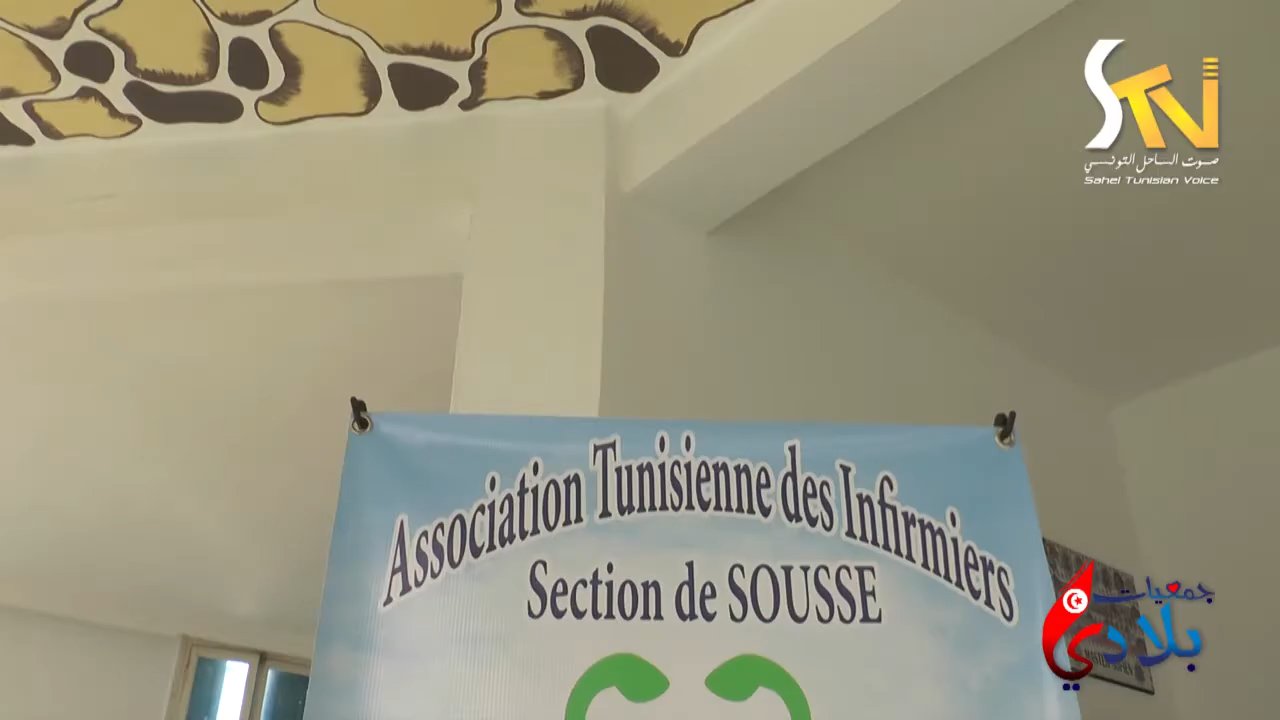 STV
صوت الساحل التونسي
Sahel Tunisian Voice
Association Tunisienne des Infirmiers
Section de SOUSSE
جمعيات
بلادي